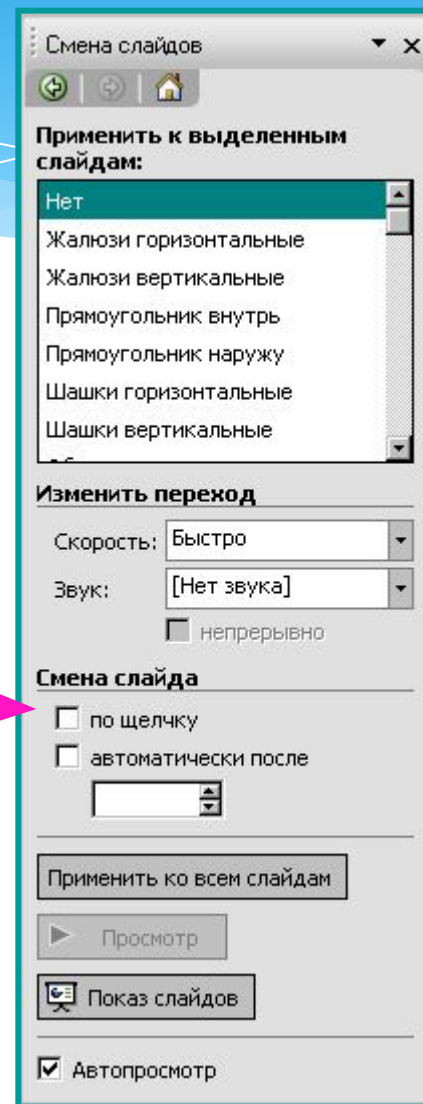 Смена слайдов
Применить к выделенным
слайдам:
Нет
Жалюзи горизонтальные
Жалюзи вертикальные
Прямоугольник внутрь
Прямоугольник наружу
Шашки горизонтальные
Шашки вертикальные
Изменить переход
Скорость: Быстро
Звук: [Нет звука]
непрерывно
Смена слайда
по щелчку
автоматически после
Применить ко всем слайдам
Просмотр
Показ слайдов
Автопросмотр